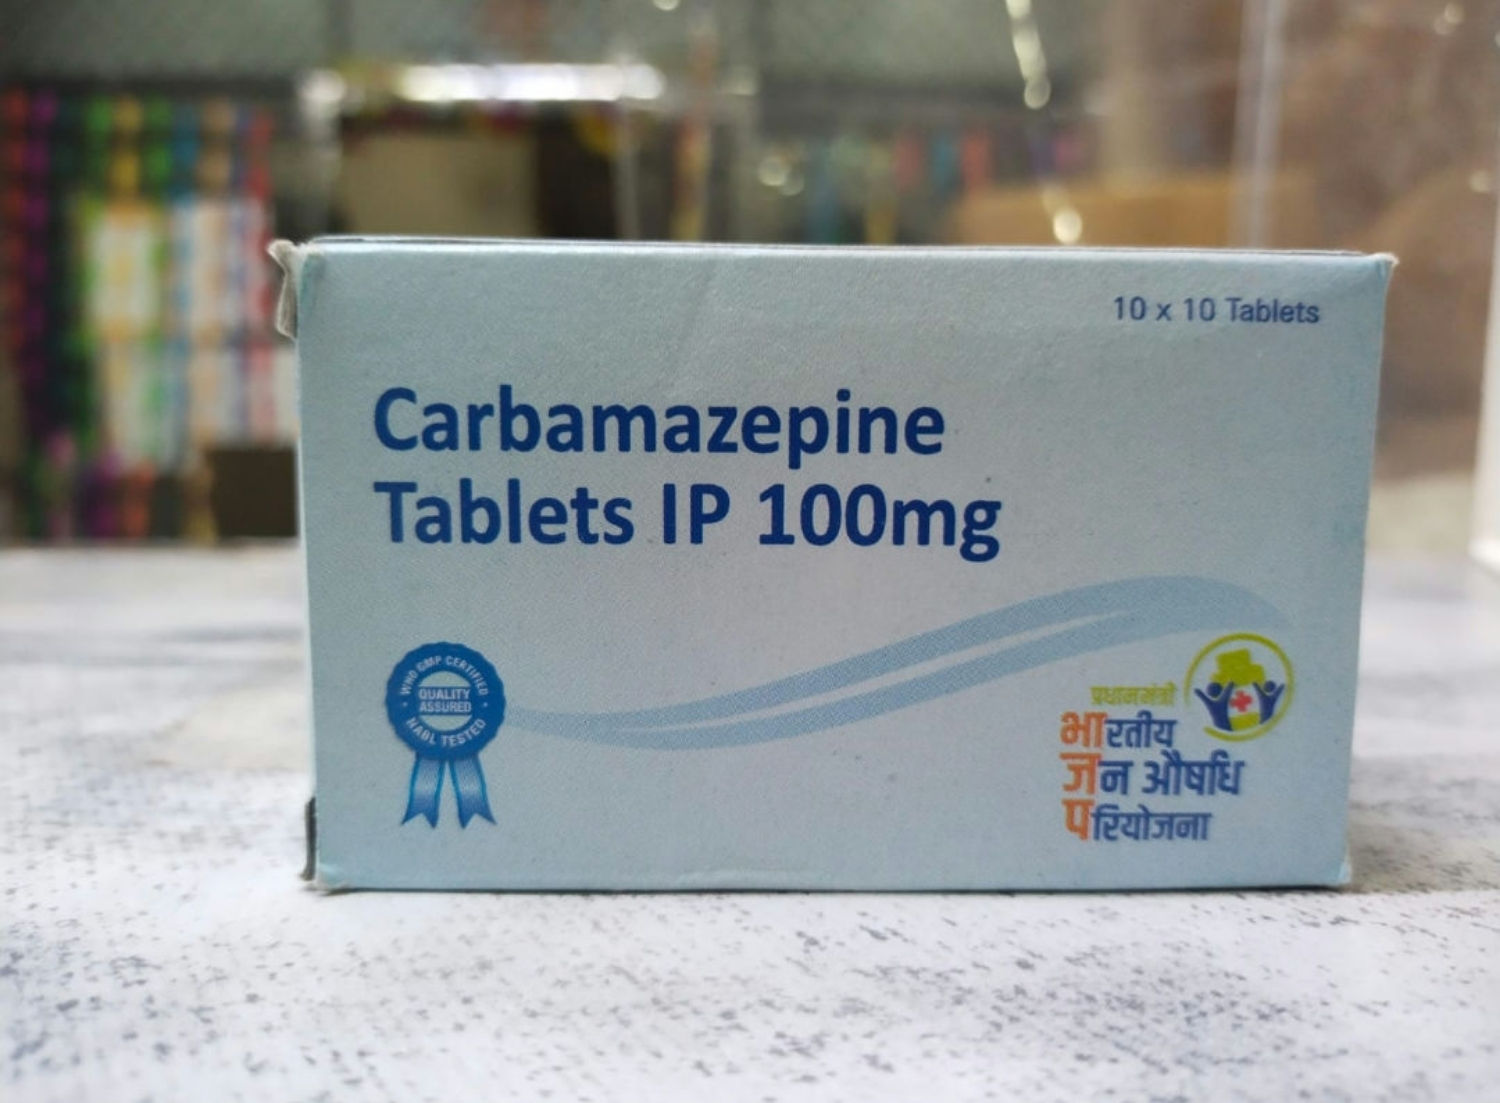 10 x 10 Tablets
Carbamazepine
Tablets IP 100mg
WHO GMP CERTIFIED
QUALITY
ASSURED
NABL TESTED
प्रधानमंत्री
भारतीय
जन औषधि
परियोजना